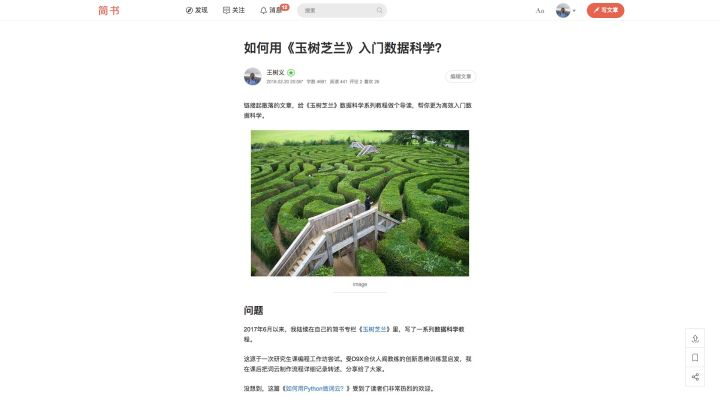 简书
发现
关注
消息
12
搜索
Aa
写文章
如何用《玉树芝兰》入门数据科学?
王树义
2018.02.20 20:08* 字数 4691 阅读 441 评论 2 喜欢 26
编辑文章
链接起散落的文章，给《玉树芝兰》数据科学系列教程做个导读，帮你更为高效入门数
据科学。
image
问题
2017年6月以来，我陆续在自己的简书专栏《玉树芝兰》里，写了一系列数据科学教
程。
这源于一次研究生课编程工作坊尝试。受D9X合伙人阎教练的创新思维训练营启发，我
在课后把词云制作流程详细记录转述，分享给了大家。
没想到，这篇《如何用Python做词云？》受到了读者们非常热烈的欢迎。